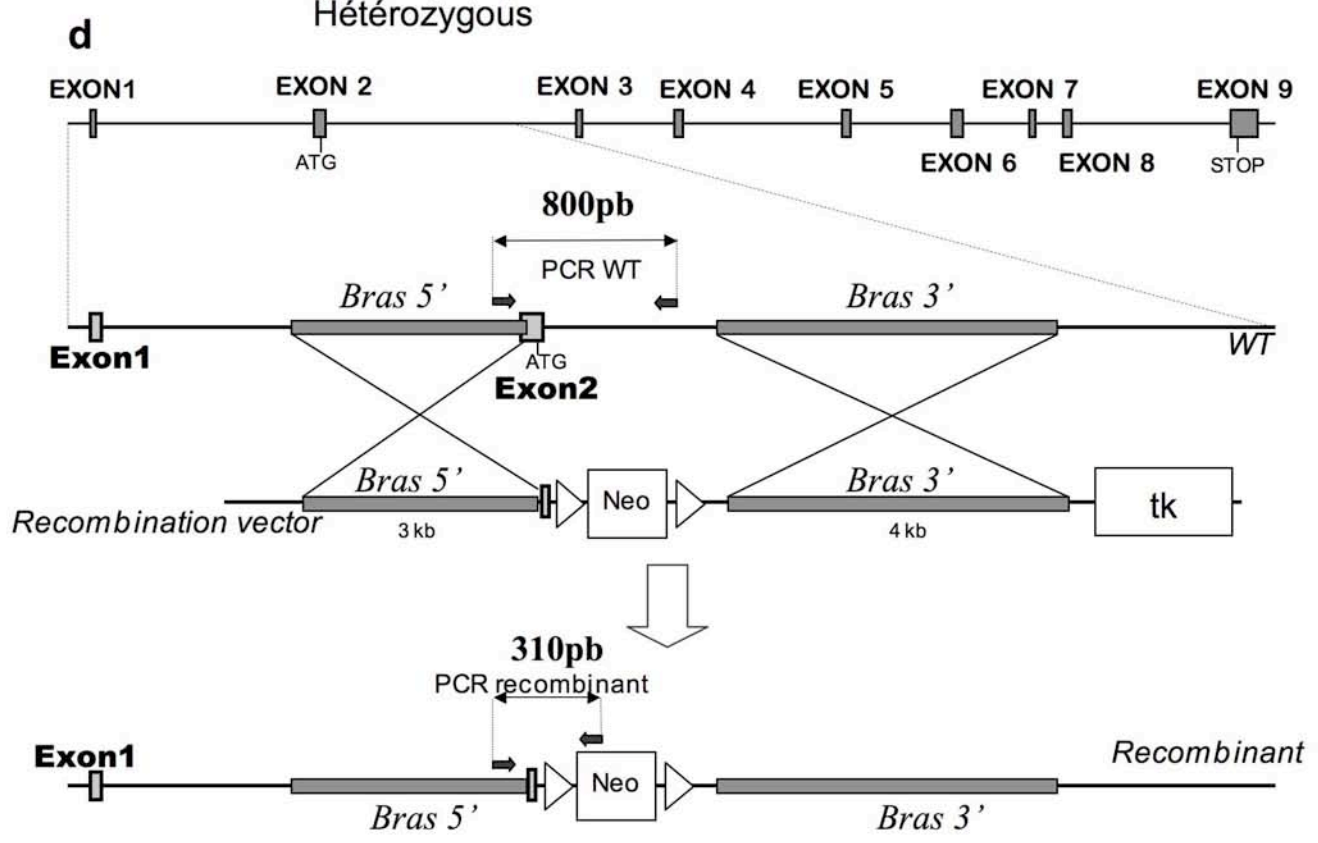 Hétérozygous
d
EXON1 EXON 2 EXON 3 EXON 4 EXON 5 EXON 7 EXON 9
ATG EXON 6 EXON 8 STOP
800pb
PCR WT
Bras 5’ Bras 3’
Exon1 ATG WT
Exon2
Bras 5’ Neo Bras 3’ tk
Recombination vector 3 kb 4 kb
310pb
PCR recombinant
Exon1 Neo Recombinant
Bras 5’ Bras 3’